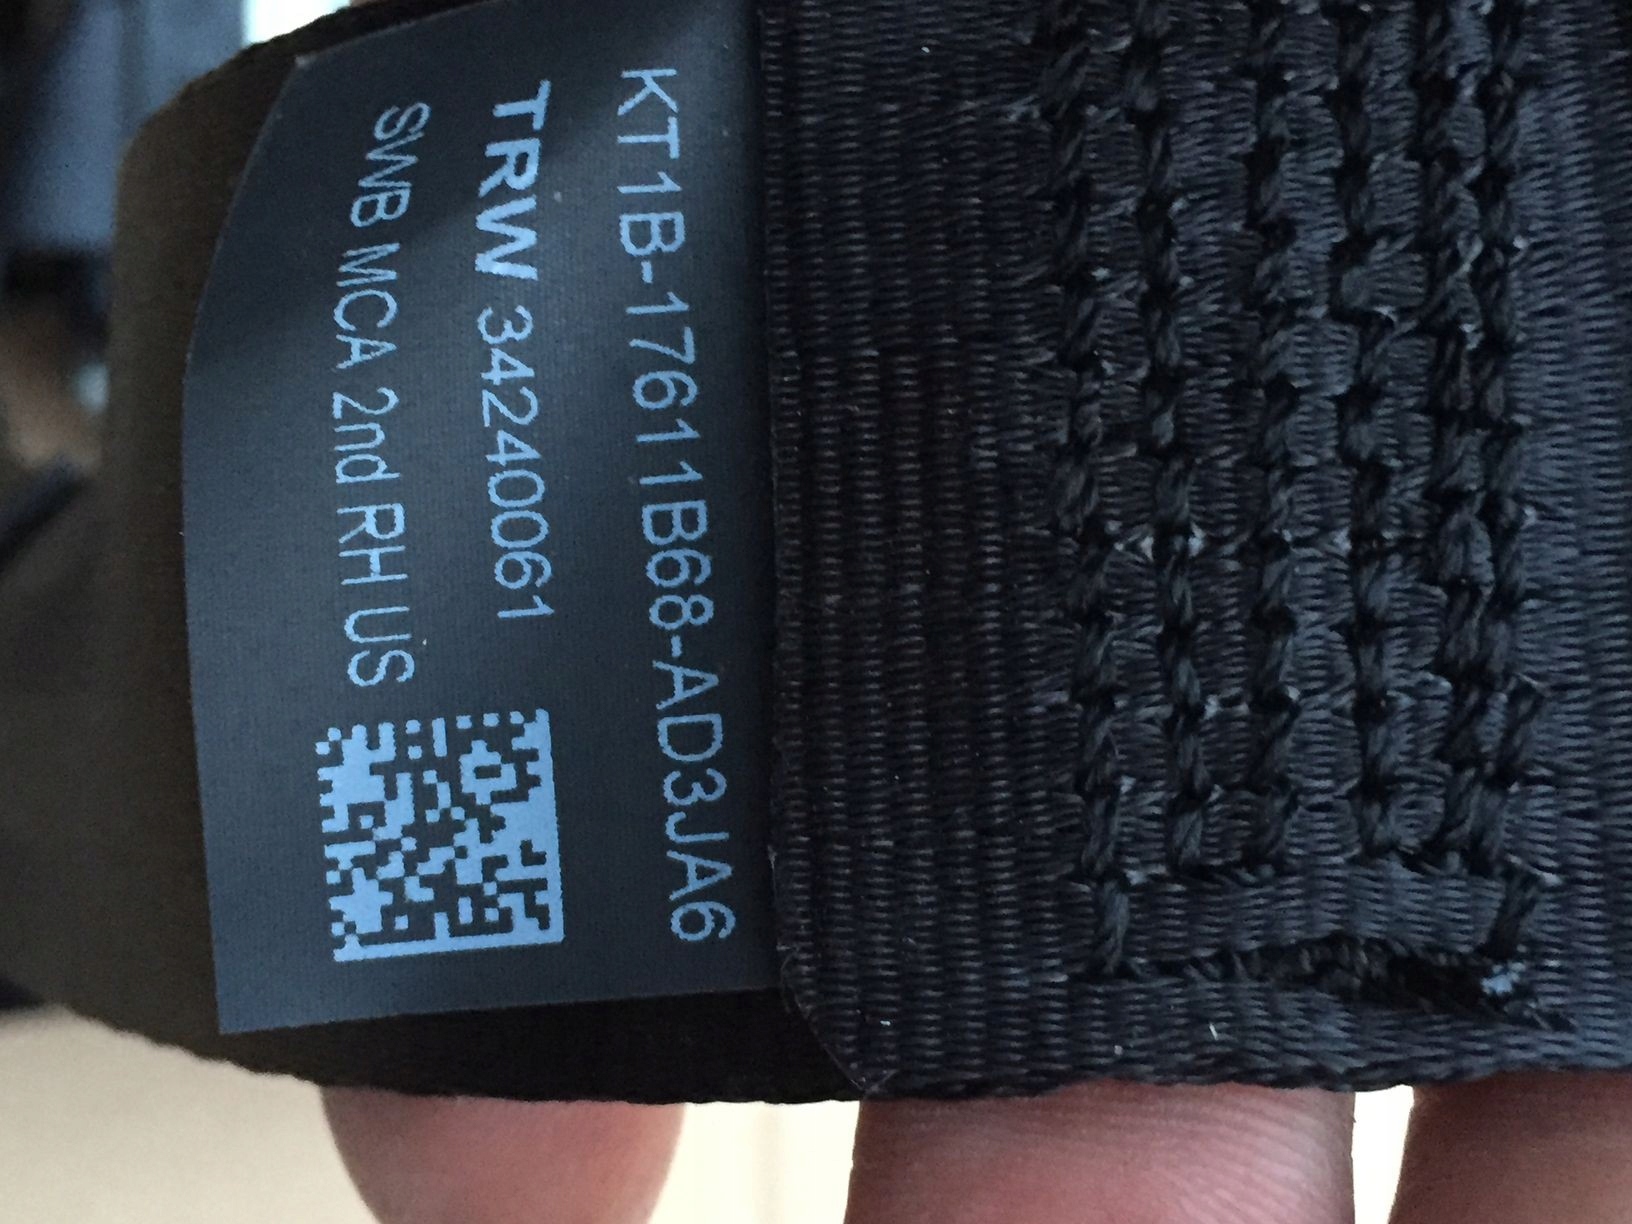 KT1B-17611B68-AD3JA6
TRW 34240061
SWB MCA 2nd RH US